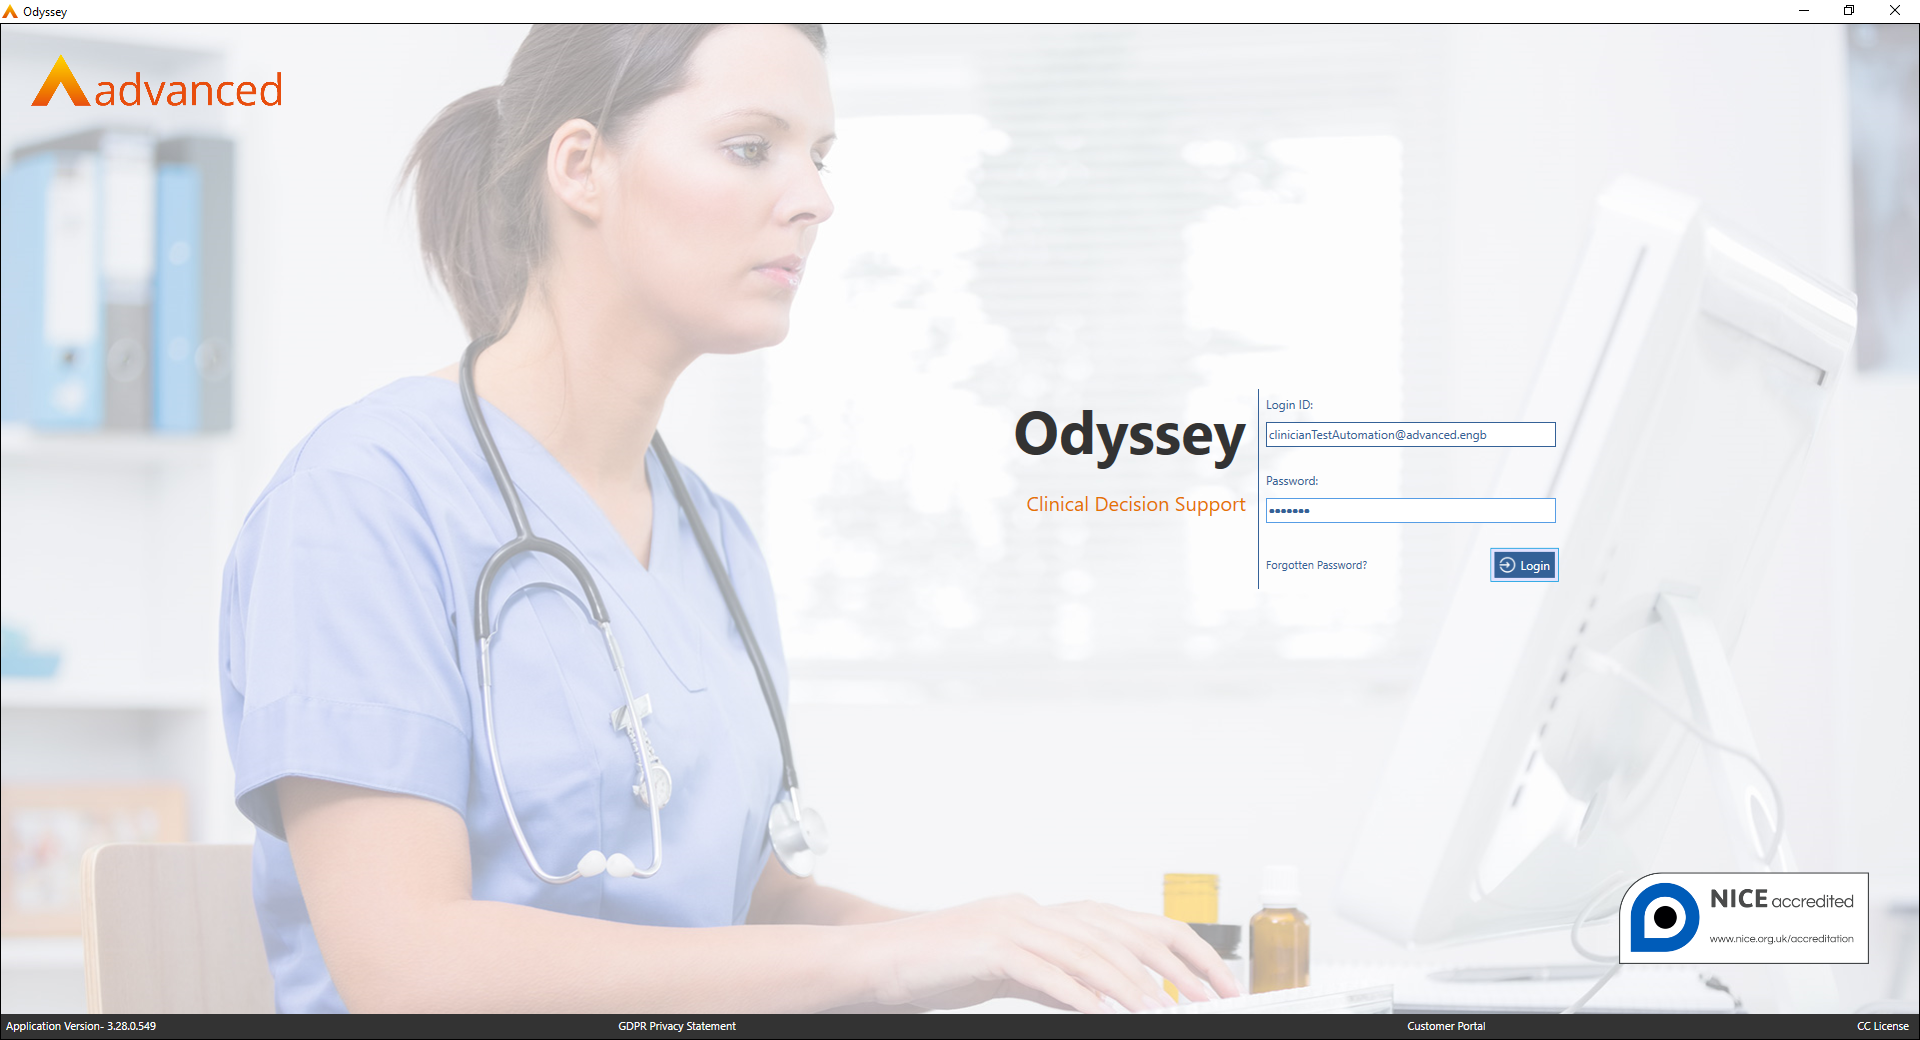 Odyssey
advanced
Odyssey
Clinical Decision Support
Login ID:
clinicianTestAutomation@advanced.engb
Password:
•••••••
Forgotten Password?
Login
NICE accredited
www.nice.org.uk/accreditation
Application Version- 3.28.0.549
GDPR Privacy Statement
Customer Portal
CC License